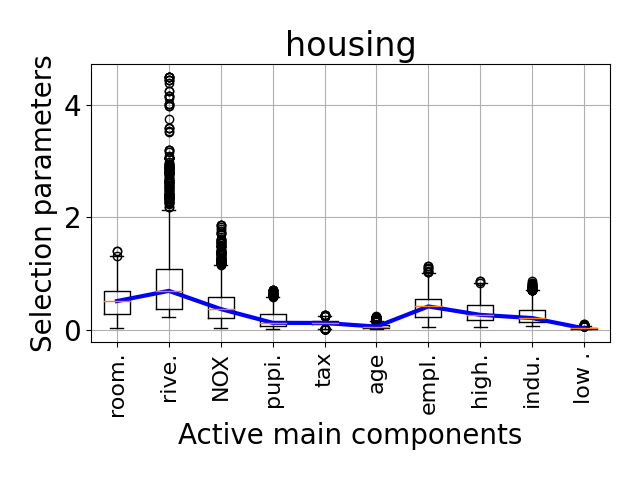 housing
Selection parameters
4
2
0
room.
rive.
NOX
pupi.
tax
age
empl.
high.
indu.
low .
Active main components